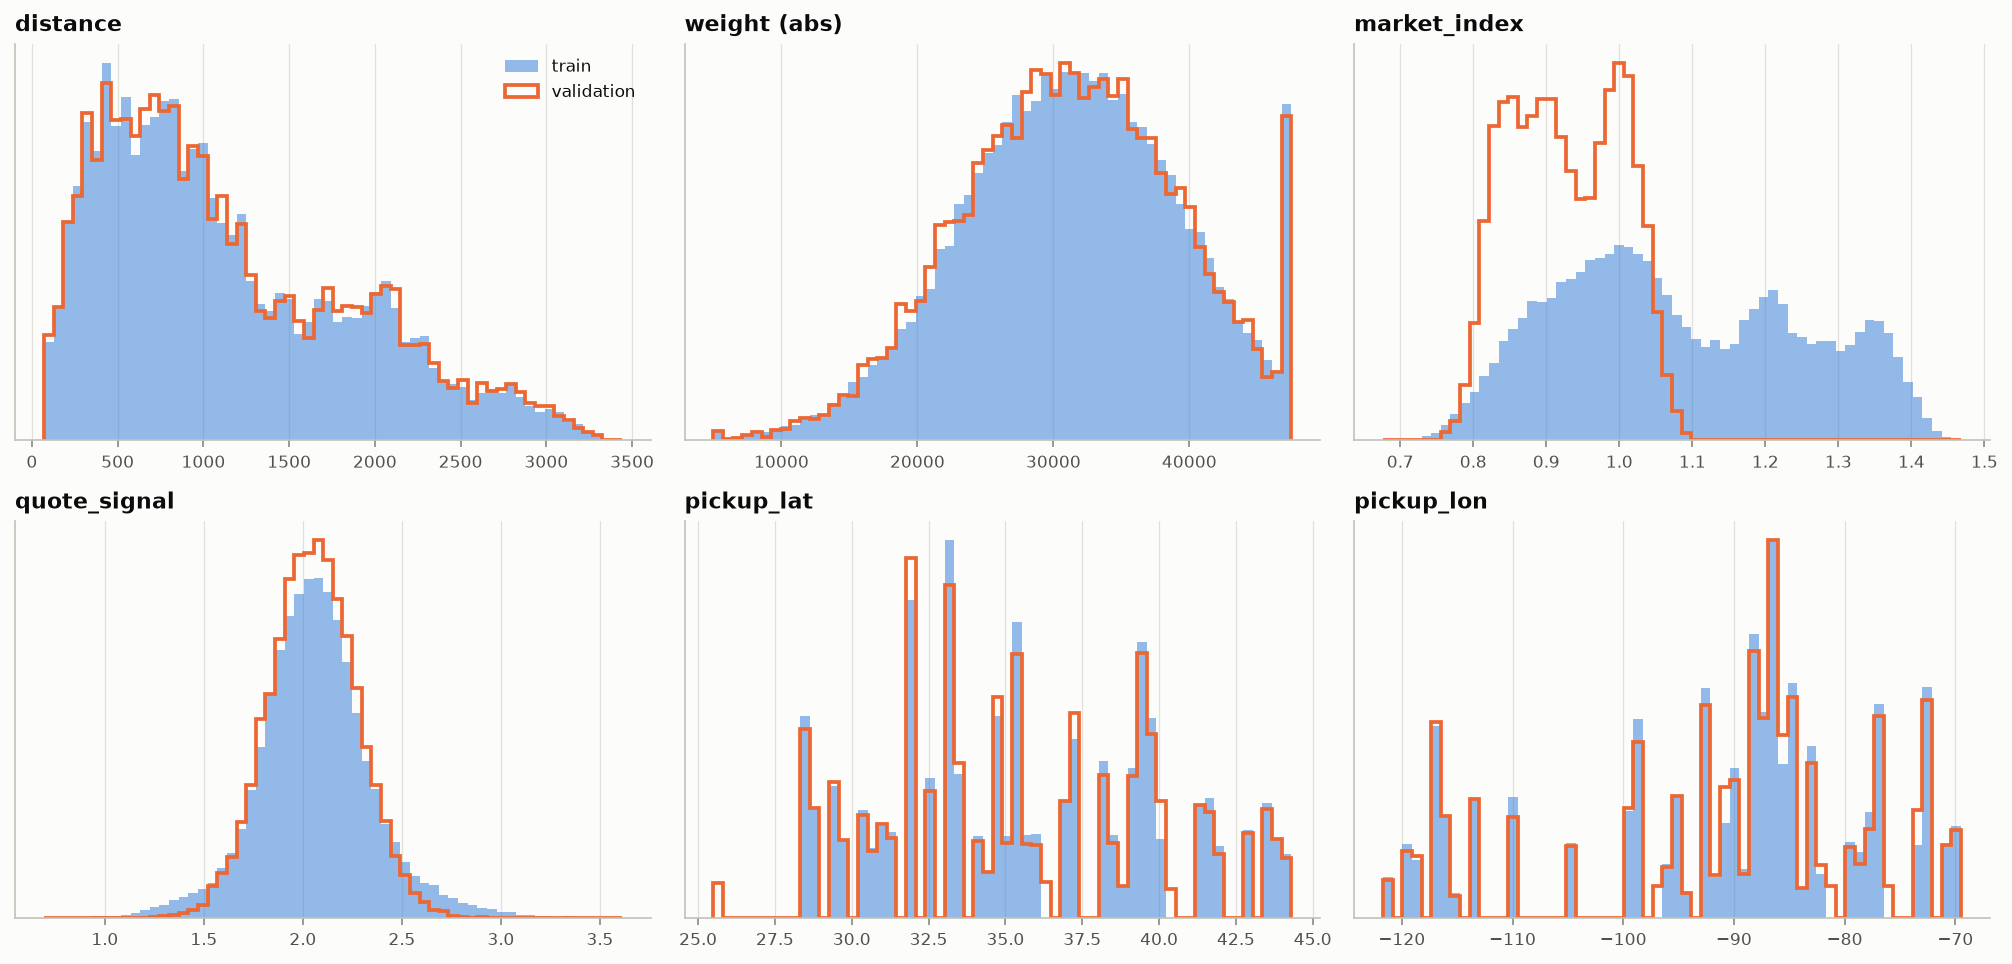 distance
weight (abs)
market_index
train
validation
0 500 1000 1500 2000 2500 3000 3500
10000 20000 30000 40000
0.7 0.8 0.9 1.0 1.1 1.2 1.3 1.4 1.5
quote_signal
pickup_lat
pickup_lon
1.0 1.5 2.0 2.5 3.0 3.5
25.0 27.5 30.0 32.5 35.0 37.5 40.0 42.5 45.0
−120 −110 −100 −90 −80 −70